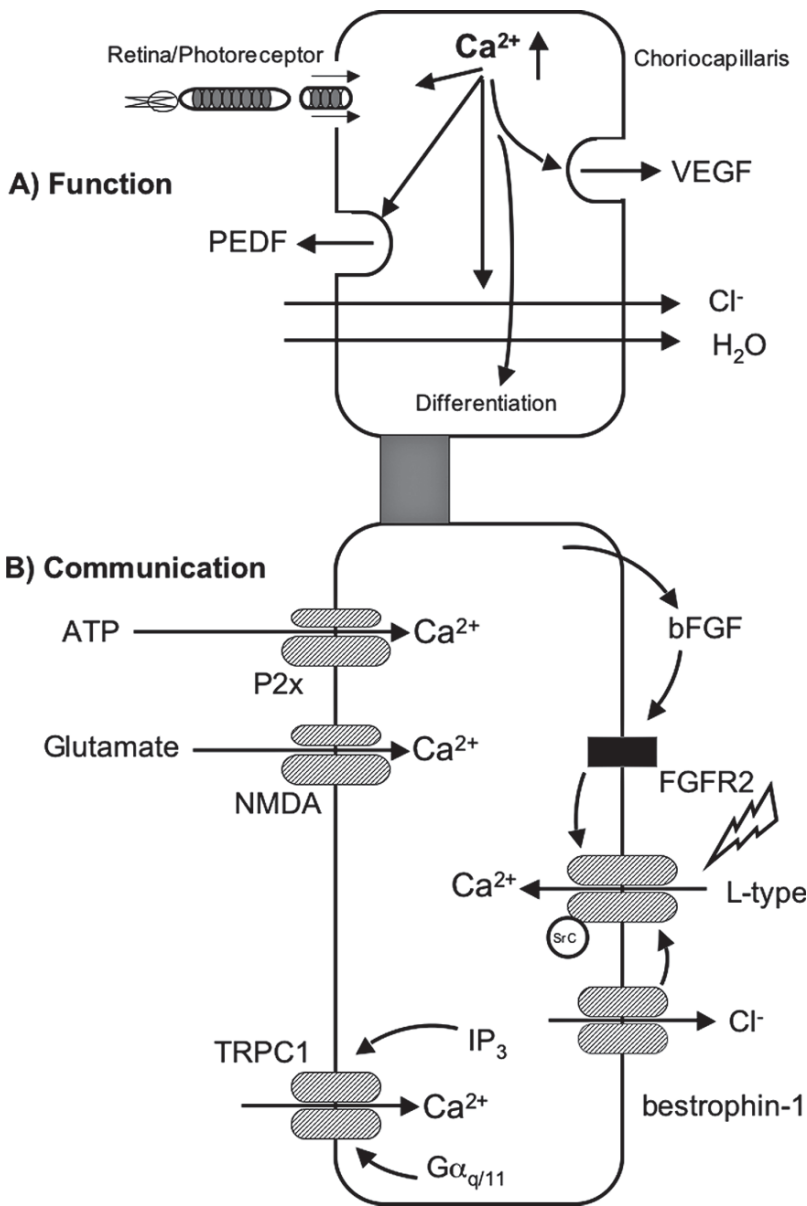 Retina/Photoreceptor
Ca²⁺
Choriocapillaris
A) Function
VEGF
PEDF
Cl⁻
H₂O
Differentiation
B) Communication
ATP
Ca²⁺
bFGF
P2x
Glutamate
Ca²⁺
NMDA
FGFR2
Ca²⁺
L-type
SrC
TRPC1
IP₃
Cl⁻
Ca²⁺
bestrophin-1
Gα_q/11